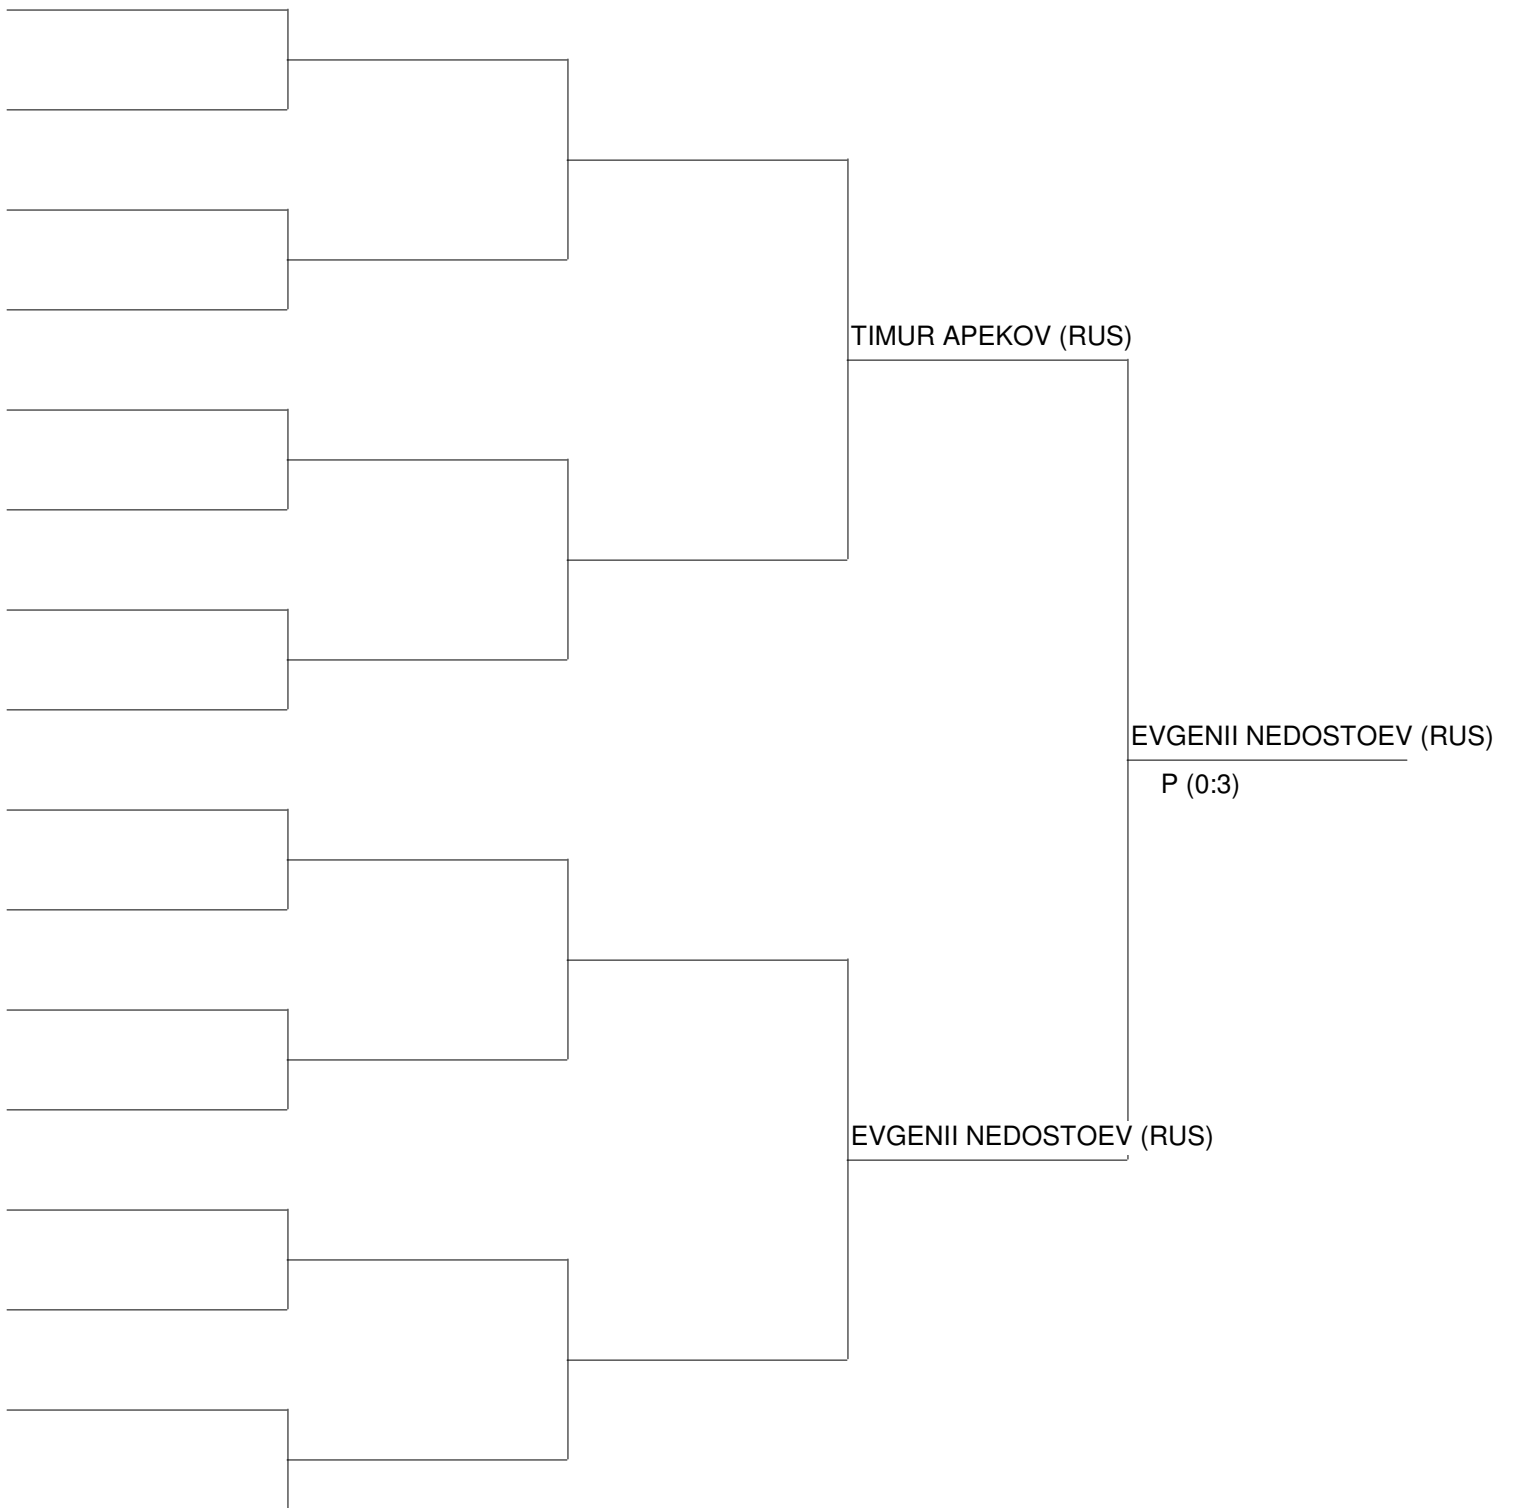 TIMUR APEKOV (RUS)
EVGENII NEDOSTOEV (RUS)
P (0:3)
EVGENII NEDOSTOEV (RUS)